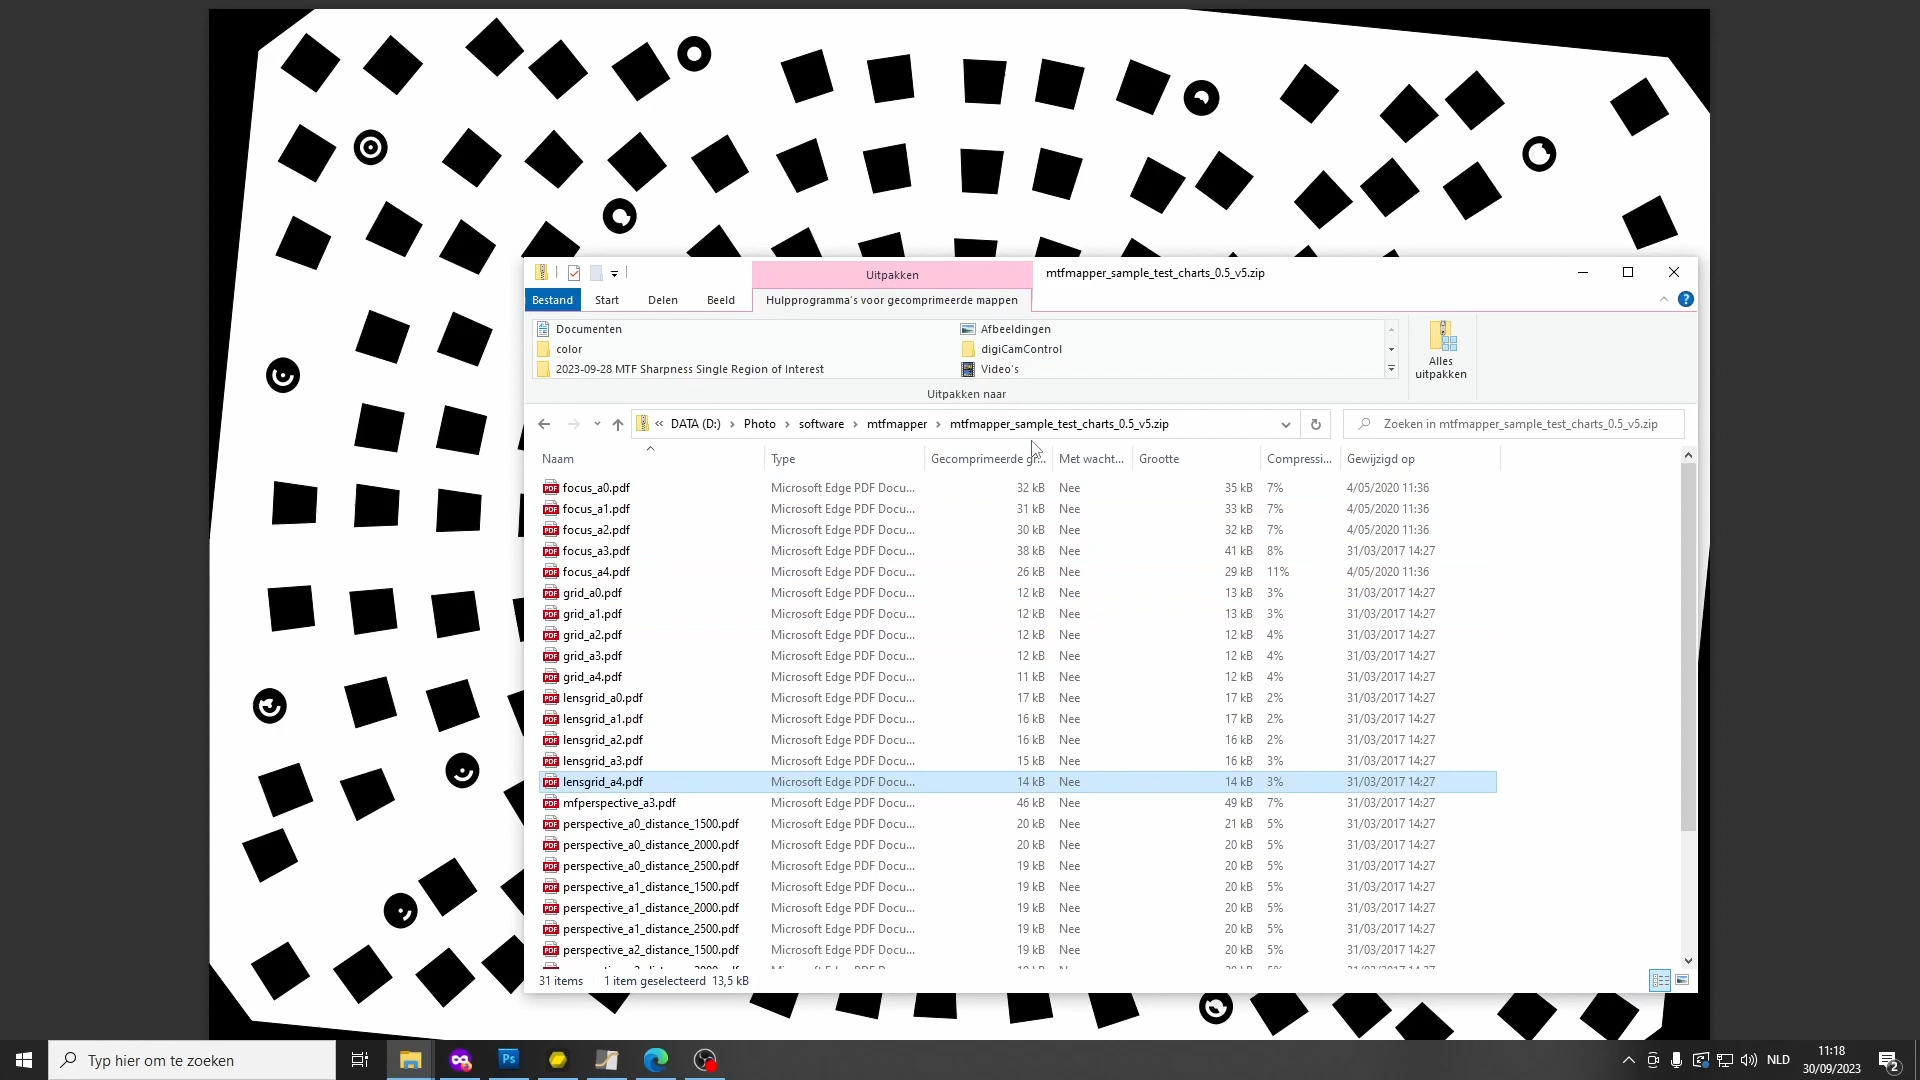 Uitpakken
mtfmapper_sample_test_charts_0.5_v5.zip
Bestand
Start
Delen
Beeld
Hulpprogramma's voor gecomprimeerde mappen
Documenten
Afbeeldingen
color
digiCamControl
2023-09-28 MTF Sharpness Single Region of Interest
Video's
Alles
uitpakken
Uitpakken naar
« DATA (D:) › Photo › software › mtfmapper › mtfmapper_sample_test_charts_0.5_v5.zip
Zoeken in mtfmapper_sample_test_charts_0.5_v5.zip
Naam Type Gecomprimeerde gr... Met wacht... Grootte Compressi... Gewijzigd op
focus_a0.pdf Microsoft Edge PDF Docu... 32 kB Nee 35 kB 7% 4/05/2020 11:36
focus_a1.pdf Microsoft Edge PDF Docu... 31 kB Nee 33 kB 7% 4/05/2020 11:36
focus_a2.pdf Microsoft Edge PDF Docu... 30 kB Nee 32 kB 7% 4/05/2020 11:36
focus_a3.pdf Microsoft Edge PDF Docu... 38 kB Nee 41 kB 8% 31/03/2017 14:27
focus_a4.pdf Microsoft Edge PDF Docu... 26 kB Nee 29 kB 11% 4/05/2020 11:36
grid_a0.pdf Microsoft Edge PDF Docu... 12 kB Nee 13 kB 3% 31/03/2017 14:27
grid_a1.pdf Microsoft Edge PDF Docu... 12 kB Nee 13 kB 3% 31/03/2017 14:27
grid_a2.pdf Microsoft Edge PDF Docu... 12 kB Nee 12 kB 4% 31/03/2017 14:27
grid_a3.pdf Microsoft Edge PDF Docu... 12 kB Nee 12 kB 4% 31/03/2017 14:27
grid_a4.pdf Microsoft Edge PDF Docu... 11 kB Nee 12 kB 4% 31/03/2017 14:27
lensgrid_a0.pdf Microsoft Edge PDF Docu... 17 kB Nee 17 kB 2% 31/03/2017 14:27
lensgrid_a1.pdf Microsoft Edge PDF Docu... 16 kB Nee 17 kB 2% 31/03/2017 14:27
lensgrid_a2.pdf Microsoft Edge PDF Docu... 16 kB Nee 16 kB 2% 31/03/2017 14:27
lensgrid_a3.pdf Microsoft Edge PDF Docu... 15 kB Nee 16 kB 3% 31/03/2017 14:27
lensgrid_a4.pdf Microsoft Edge PDF Docu... 14 kB Nee 14 kB 3% 31/03/2017 14:27
mfperspective_a3.pdf Microsoft Edge PDF Docu... 46 kB Nee 49 kB 7% 31/03/2017 14:27
perspective_a0_distance_1500.pdf Microsoft Edge PDF Docu... 20 kB Nee 21 kB 5% 31/03/2017 14:27
perspective_a0_distance_2000.pdf Microsoft Edge PDF Docu... 20 kB Nee 20 kB 5% 31/03/2017 14:27
perspective_a0_distance_2500.pdf Microsoft Edge PDF Docu... 19 kB Nee 20 kB 5% 31/03/2017 14:27
perspective_a1_distance_1500.pdf Microsoft Edge PDF Docu... 19 kB Nee 20 kB 5% 31/03/2017 14:27
perspective_a1_distance_2000.pdf Microsoft Edge PDF Docu... 19 kB Nee 20 kB 5% 31/03/2017 14:27
perspective_a1_distance_2500.pdf Microsoft Edge PDF Docu... 19 kB Nee 20 kB 5% 31/03/2017 14:27
perspective_a2_distance_1500.pdf Microsoft Edge PDF Docu... 19 kB Nee 20 kB 5% 31/03/2017 14:27
31 items 1 item geselecteerd 13,5 kB
Typ hier om te zoeken
Ps
NLD
11:18
30/09/2023
2